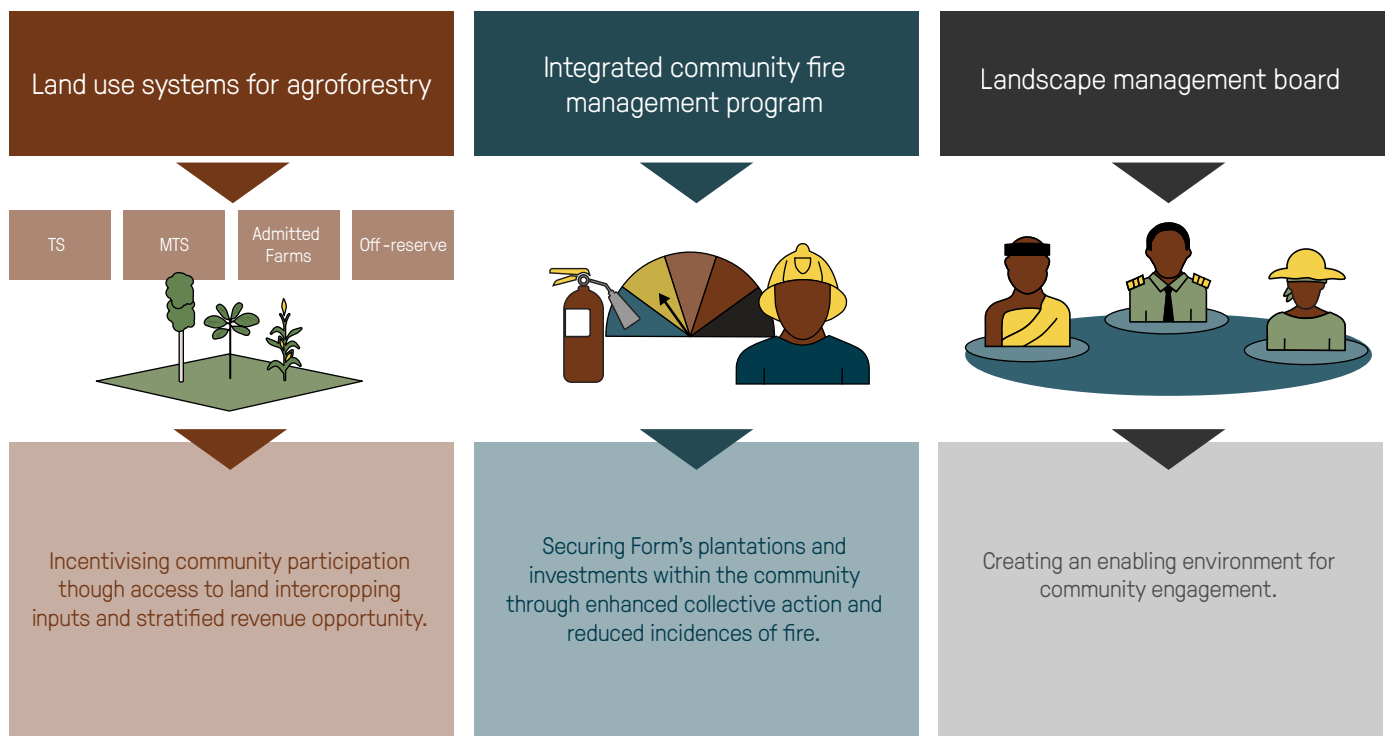 Land use systems for agroforestry
Integrated community fire
management program
Landscape management board
TS
MTS
Admitted
Farms
Off-reserve
Incentivising community participation
though access to land intercropping
inputs and stratified revenue opportunity.
Securing Form's plantations and
investments within the community
through enhanced collective action and
reduced incidences of fire.
Creating an enabling environment for
community engagement.